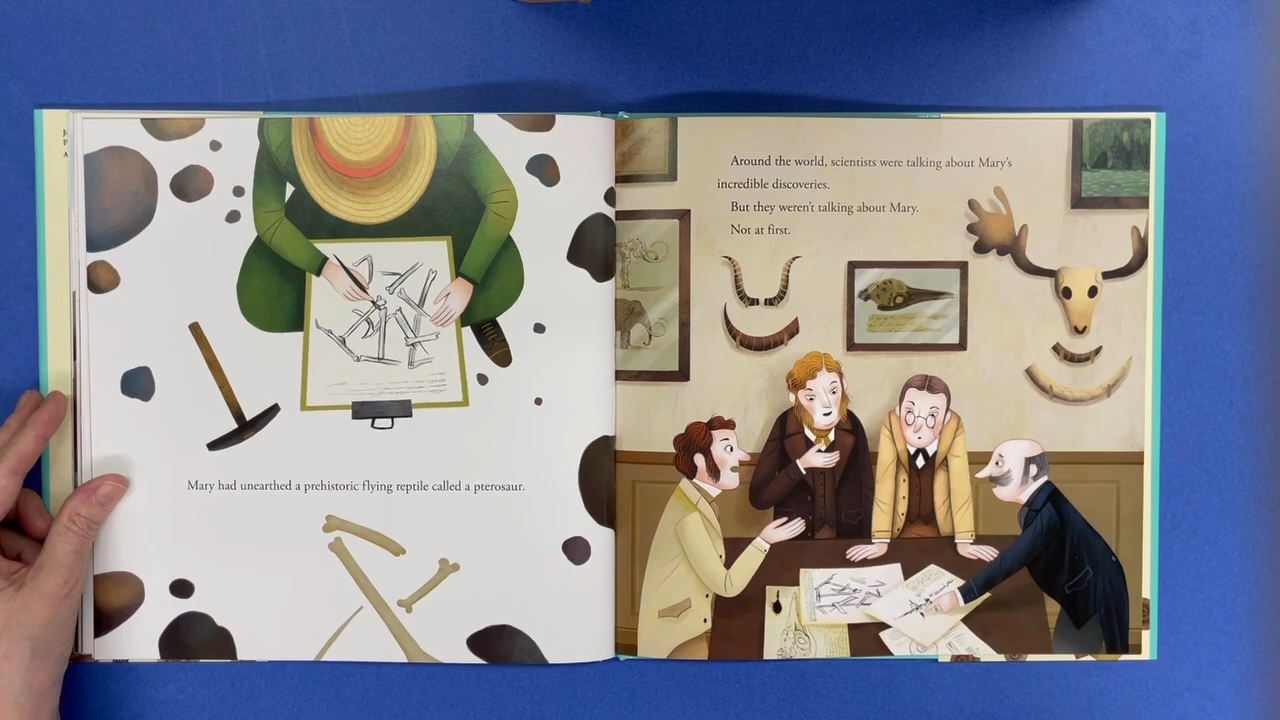 Mary had unearthed a prehistoric flying reptile called a pterosaur.
Around the world, scientists were talking about Mary's
incredible discoveries.
But they weren't talking about Mary.
Not at first.